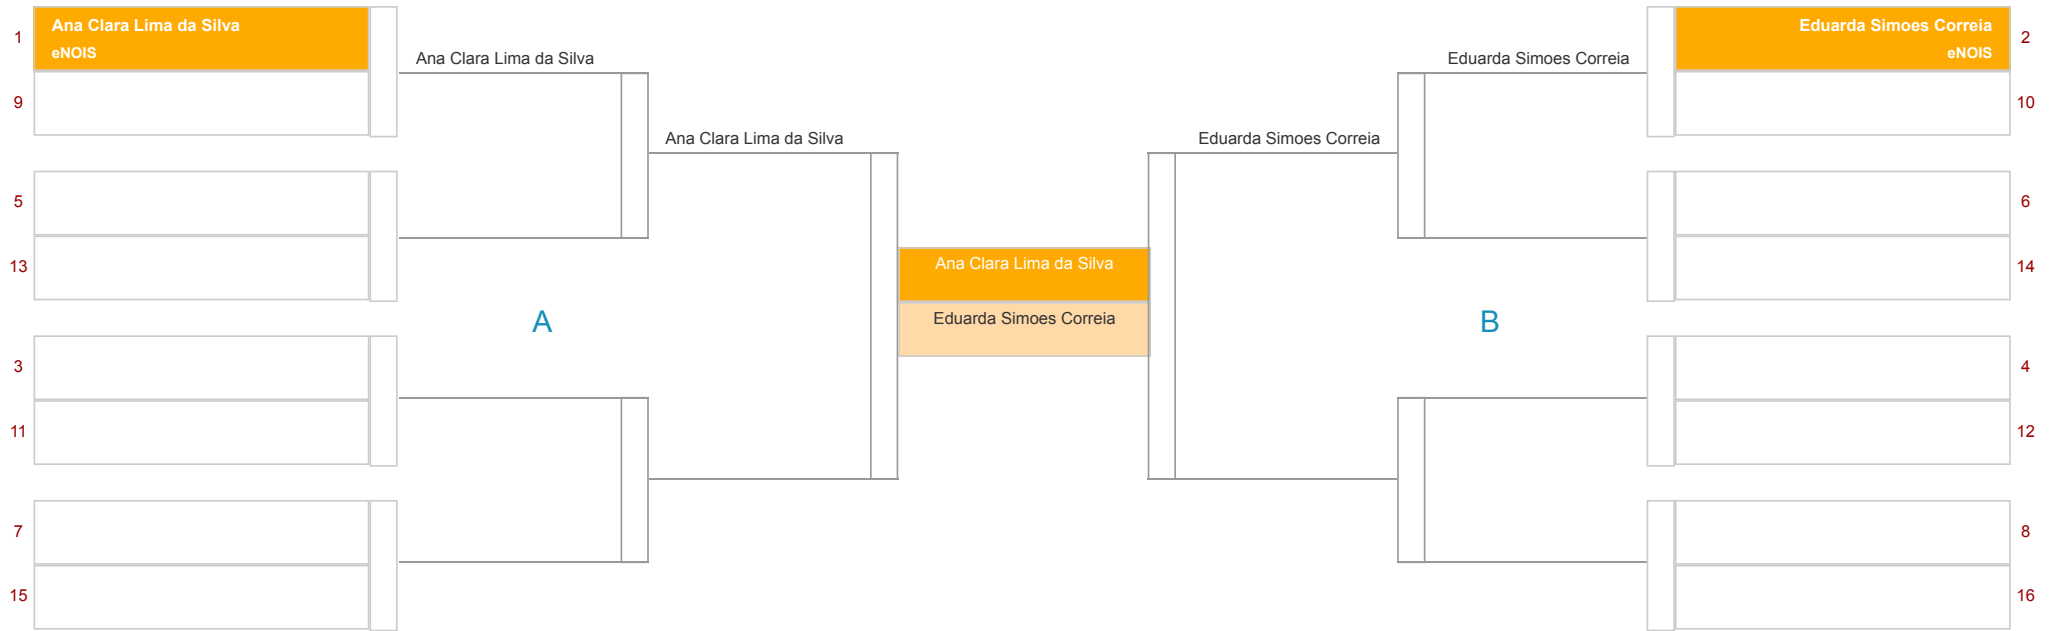 1
Ana Clara Lima da Silva
eNOIS
9
5
13
3
11
7
15
Ana Clara Lima da Silva
Ana Clara Lima da Silva
A
Ana Clara Lima da Silva
Eduarda Simoes Correia
Eduarda Simoes Correia
Eduarda Simoes Correia
B
Eduarda Simoes Correia
eNOIS
2
10
6
14
4
12
8
16